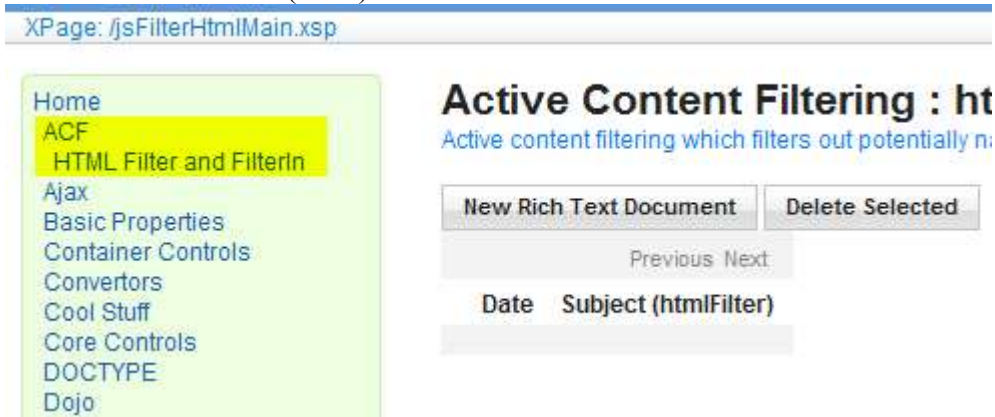 XPage: /jsFilterHtmlMain.xsp
Home
ACF
HTML Filter and FilterIn
Ajax
Basic Properties
Container Controls
Convertors
Cool Stuff
Core Controls
DOCTYPE
Dojo
Active Content Filtering : ht
Active content filtering which filters out potentially na
New Rich Text Document Delete Selected
Previous Next
Date Subject (htmlFilter)